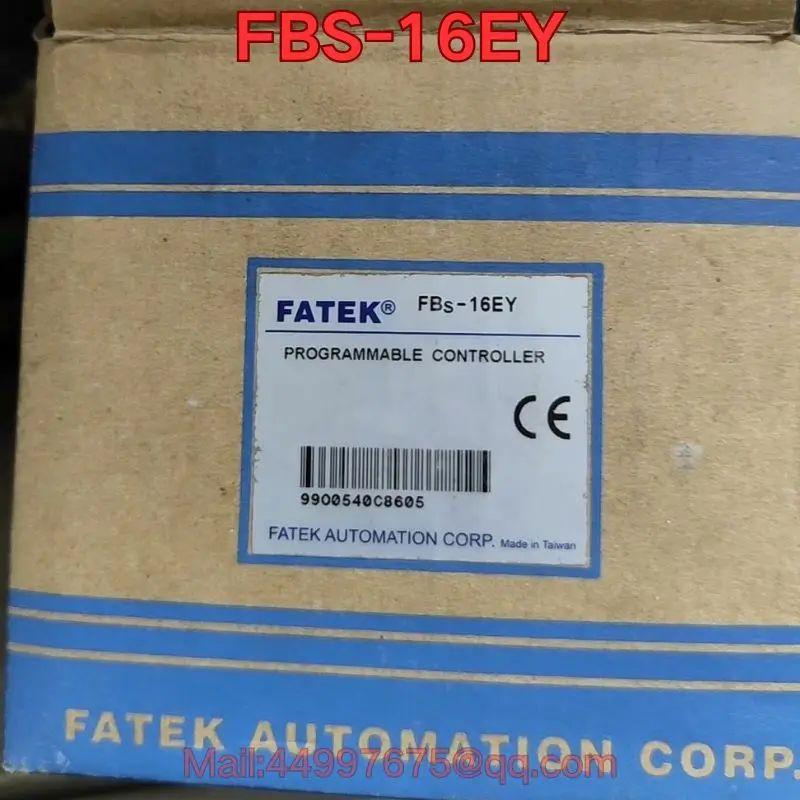 FBS-16EY
FATEK® FBs-16EY
PROGRAMMABLE CONTROLLER
CE
9900540C8605
FATEK AUTOMATION CORP. Made in Taiwan
FATEK AUTOMATION CORP.
Mail:44997675@qq.com